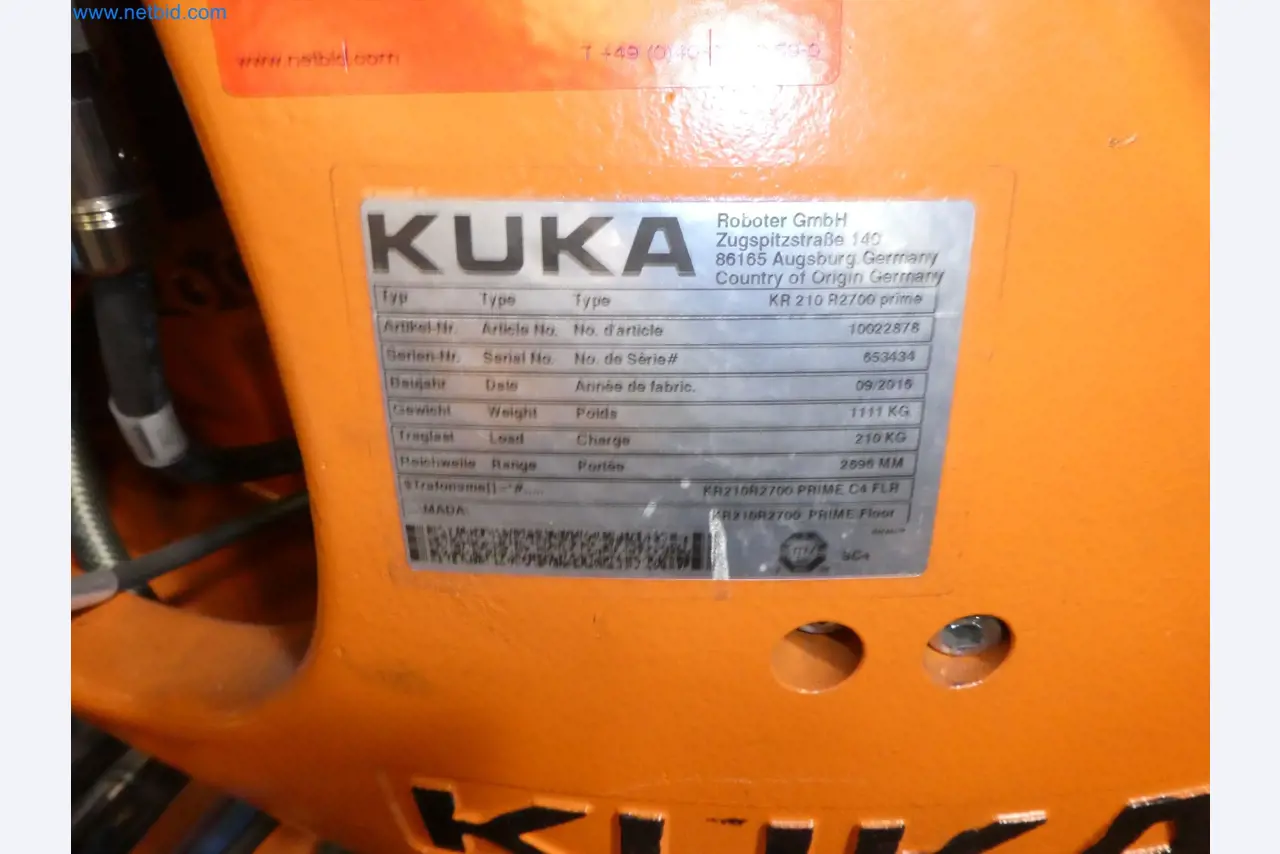 www.netbid.com
www.netbid.com
T +49 (0)40
KUKA
Roboter GmbH
Zugspitzstraße 140
86165 Augsburg Germany
Country of Origin Germany
Typ Type Type KR 210 R2700 prime
Artikel-Nr. Article No. No. d'article 10022878
Serien-Nr. Serial No. No. de Série# 653434
Baujahr Date Année de fabric.
Gewicht Weight Poids 1111 KG
Traglast Load Charge 210 KG
Reichweite Range Portée 2696 MM
KR210R2700 PRIME C4 FLR
MADA: KR210R2700 PRIME Floor
KUKA